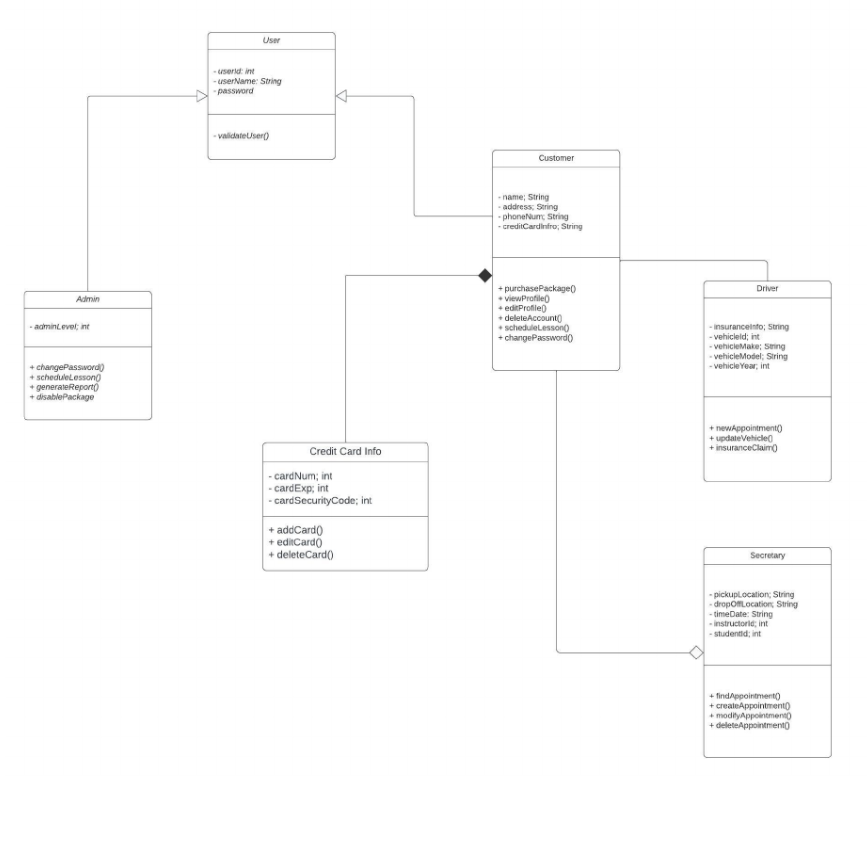 User
- userId: int
- userName: String
- password
- validateUser()
Customer
- name; String
- address; String
- phoneNum; String
- creditCardInfro; String
+ purchasePackage()
+ viewProfile()
+ editProfile()
+ deleteAccount()
+ scheduleLesson()
+ changePassword()
Admin
- adminLevel; int
+ changePassword()
+ scheduleLesson()
+ generateReport()
+ disablePackage
Driver
- insuranceInfo; String
- vehicleId; int
- vehicleMake; String
- vehicleModel; String
- vehicleYear; int
+ newAppointment()
+ updateVehicle()
+ insuranceClaim()
Credit Card Info
- cardNum; int
- cardExp; int
- cardSecurityCode; int
+ addCard()
+ editCard()
+ deleteCard()
Secretary
- pickupLocation; String
- dropOffLocation; String
- timeDate: String
- instructorId; int
- studentId; int
+ findAppointment()
+ createAppointment()
+ modifyAppointment()
+ deleteAppointment()